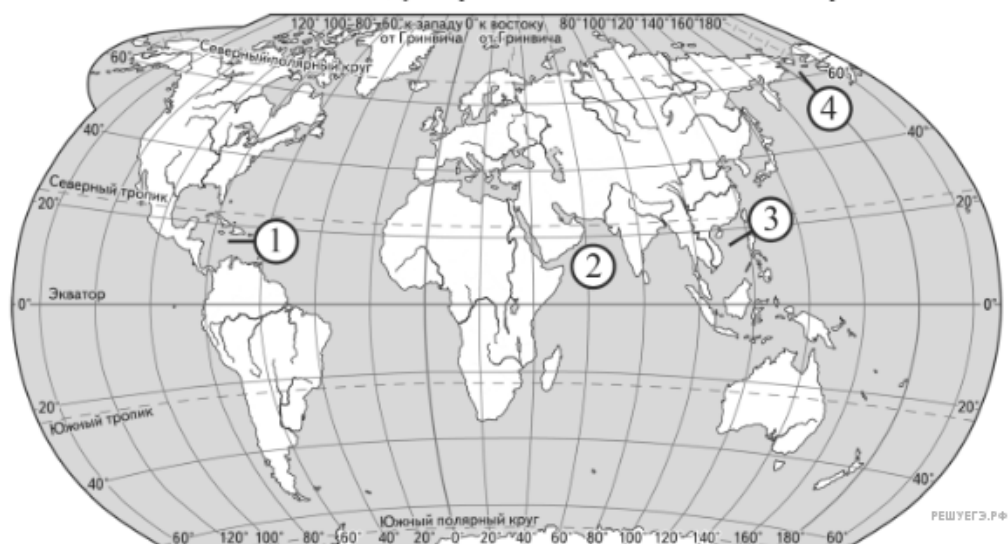 120° 100° 80° 60° к западу 0° к востоку 80° 100° 120° 140° 160° 180°
от Гринвича от Гринвича
Северный полярный круг
60° 60°
4
40° 40°
Северный тропик
20° 20°
3
1
2
Экватор
0° 0°
20° 20°
Южный тропик
40° 40°
Южный полярный круг
РЕШУЕГЭ.РФ
60° 80° 60° 40° 20° 0° 20° 40° 60° 80° 100° 120° 140° 160° 60°